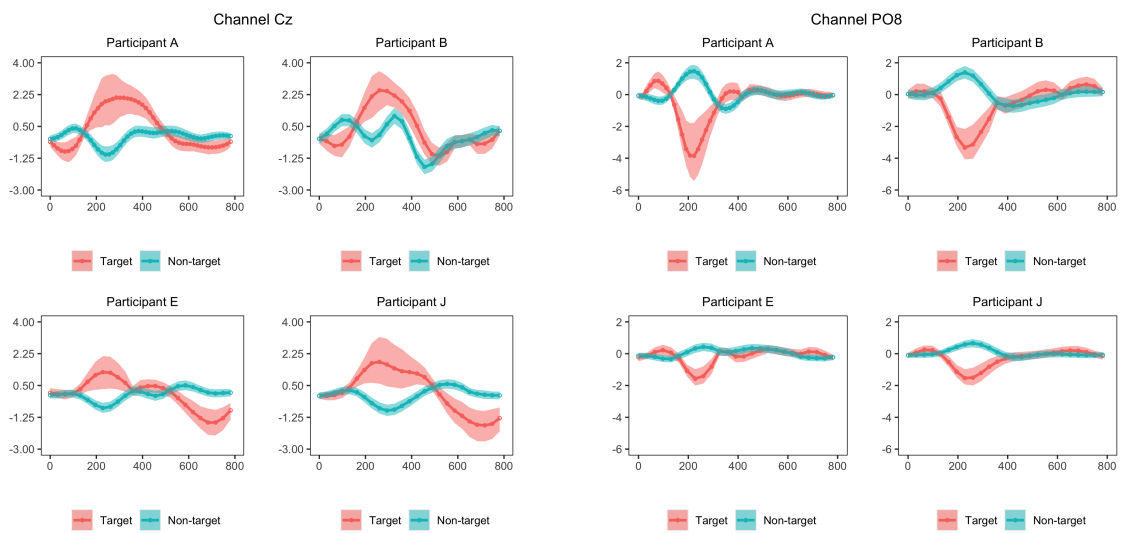 Channel Cz
Channel PO8
Participant A
Participant B
Participant A
Participant B
4.00
2.25
0.50
-1.25
-3.00
0 200 400 600 800
4.00
2.25
0.50
-1.25
-3.00
0 200 400 600 800
2
0
-2
-4
-6
0 200 400 600 800
2
0
-2
-4
-6
0 200 400 600 800
Target Non-target
Target Non-target
Target Non-target
Target Non-target
Participant E
Participant J
Participant E
Participant J
4.00
2.25
0.50
-1.25
-3.00
0 200 400 600 800
4.00
2.25
0.50
-1.25
-3.00
0 200 400 600 800
2
0
-2
-4
-6
0 200 400 600 800
2
0
-2
-4
-6
0 200 400 600 800
Target Non-target
Target Non-target
Target Non-target
Target Non-target